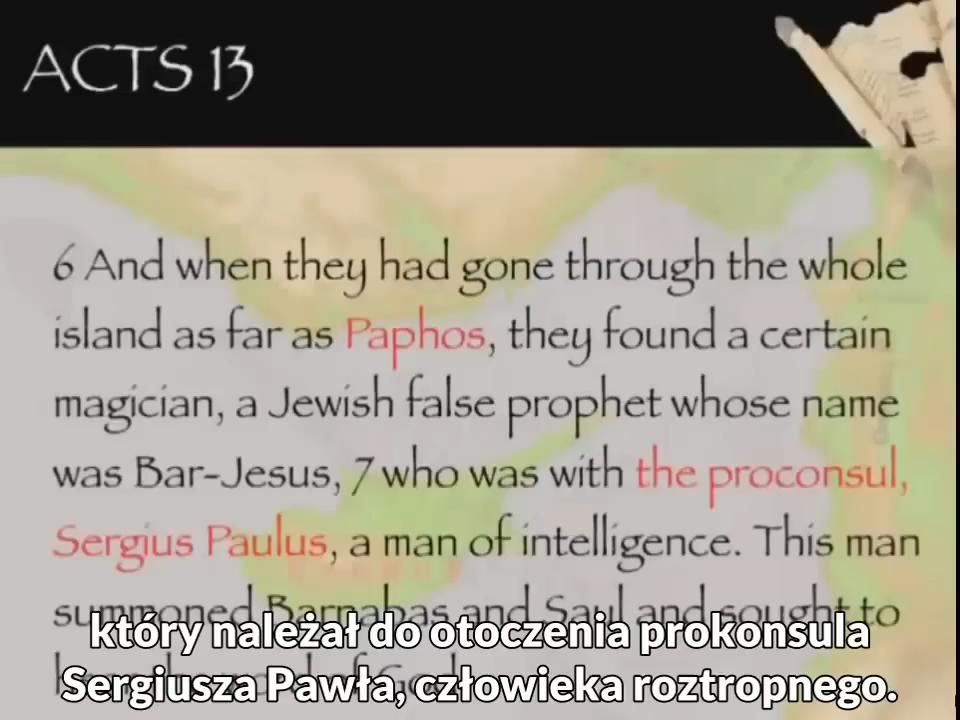 ACTS 13
6 And when they had gone through the whole
island as far as Paphos, they found a certain
magician, a Jewish false prophet whose name
was Bar-Jesus, 7 who was with the proconsul,
Sergius Paulus, a man of intelligence. This man
summoned Barnabas and Saul and sought to
który należał do otoczenia prokonsula
Sergiusza Pawła, człowieka roztropnego.